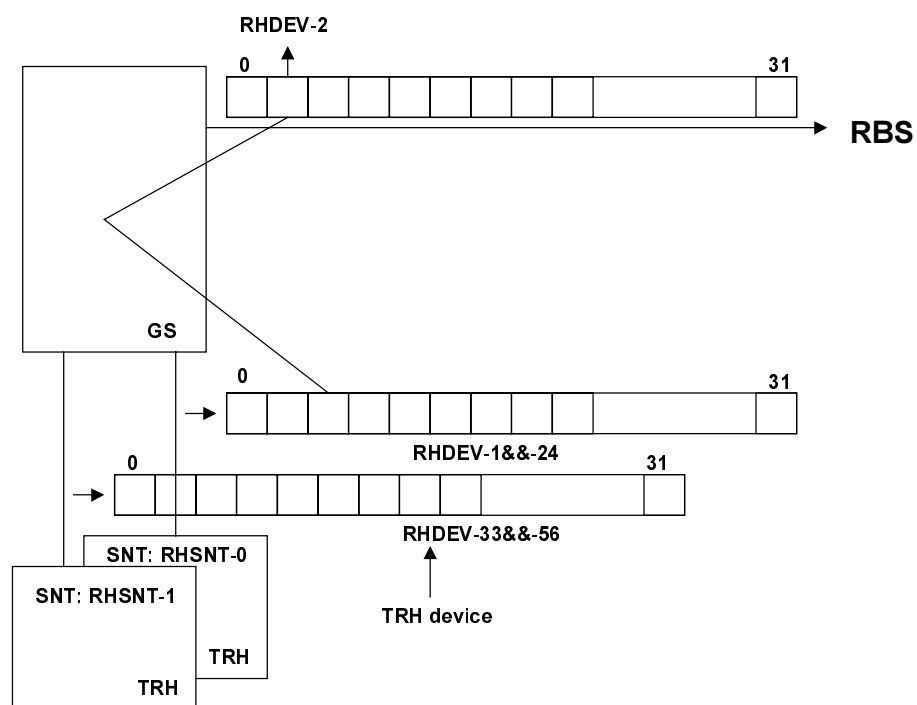 RHDEV-2
0 31
RBS
GS
0 31
RHDEV-1&&-24
0 31
RHDEV-33&&-56
SNT: RHSNT-0
SNT: RHSNT-1
TRH device
TRH
TRH